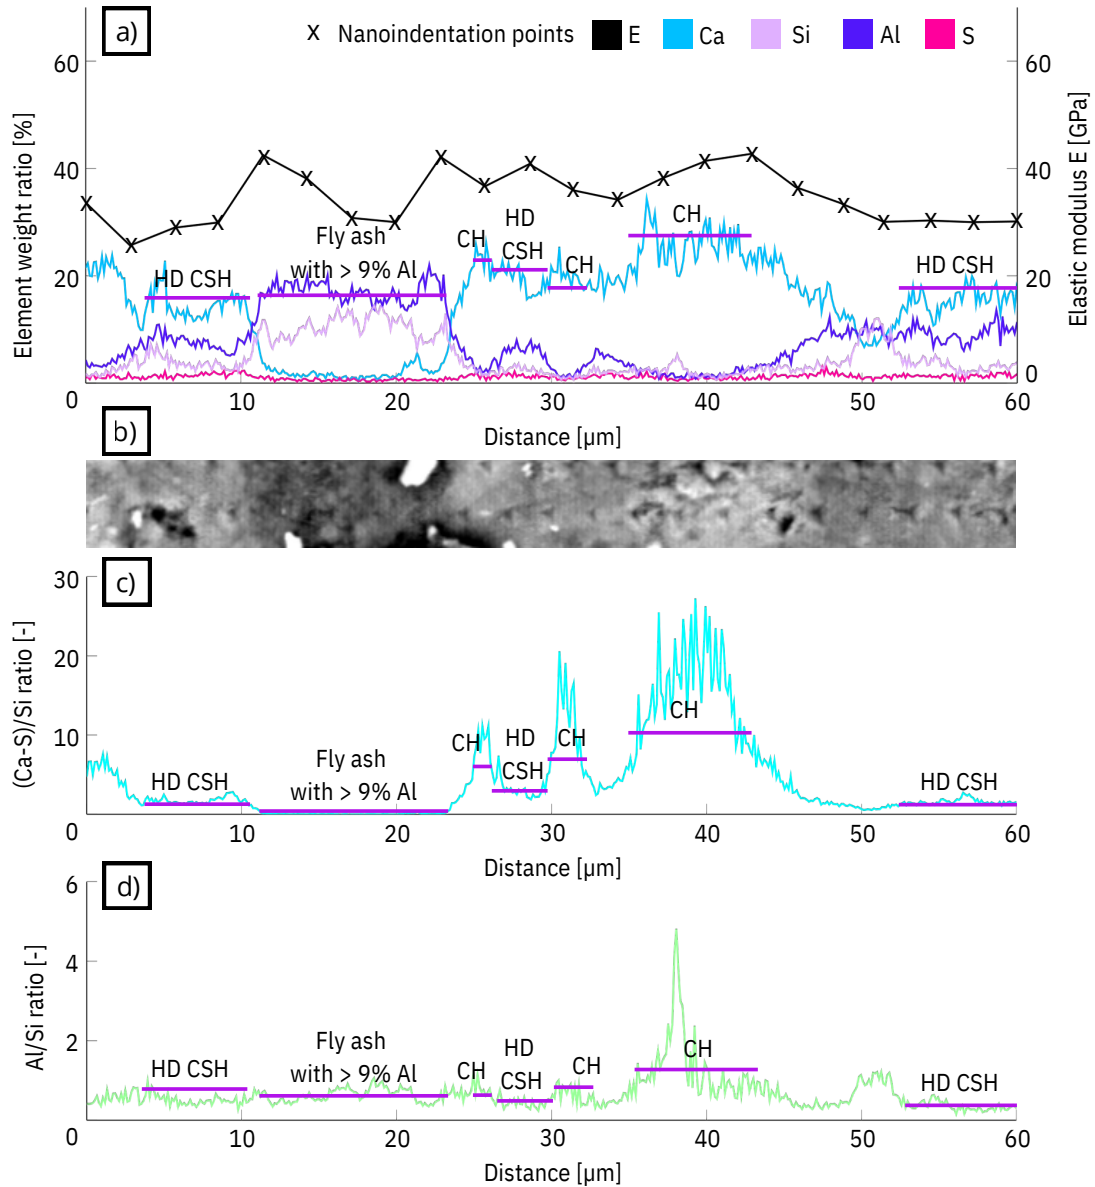 a)
X Nanoindentation points E Ca Si Al S
60 60
40 40
20 20
0 0
Element weight ratio [%]
Elastic modulus E [GPa]
HD CSH
Fly ash
with > 9% Al
CH
HD
CSH
CH
CH
HD CSH
10 20 30 40 50 60
Distance [µm]
b)
c)
30
20
10
0
(Ca-S)/Si ratio [-]
HD CSH
Fly ash
with > 9% Al
CH
HD
CSH
CH
CH
HD CSH
10 20 30 40 50 60
Distance [µm]
d)
6
4
2
0
Al/Si ratio [-]
HD CSH
Fly ash
with > 9% Al
CH
HD
CSH
CH
CH
HD CSH
10 20 30 40 50 60
Distance [µm]